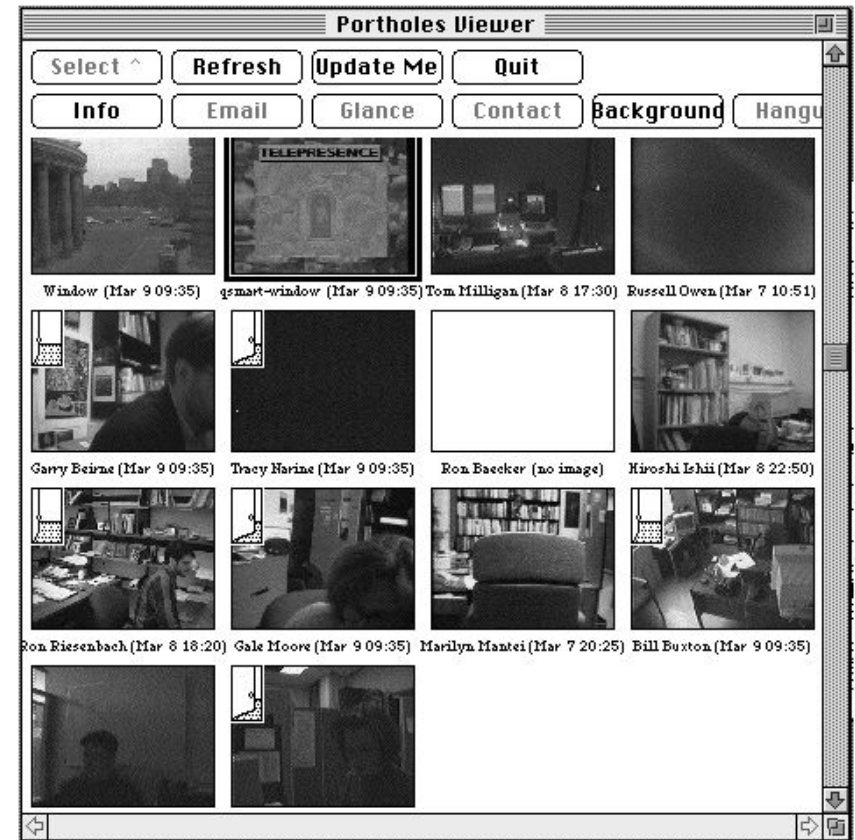 Portholes Viewer
Select ^ Refresh Update Me Quit
Info Email Glance Contact Background Hangu
TELEPRESENCE
Window (Mar 9 09:35) qsmart-window (Mar 9 09:35) Tom Milligan (Mar 8 17:30) Russell Owen (Mar 7 10:51)
Garry Beirne (Mar 9 09:35) Tracy Narine (Mar 9 09:35) Ron Baecker (no image) Hiroshi Ishii (Mar 8 22:50)
Ron Riesenbach (Mar 8 18:20) Gale Moore (Mar 9 09:35) Marilyn Mantei (Mar 7 20:25) Bill Buxton (Mar 9 09:35)